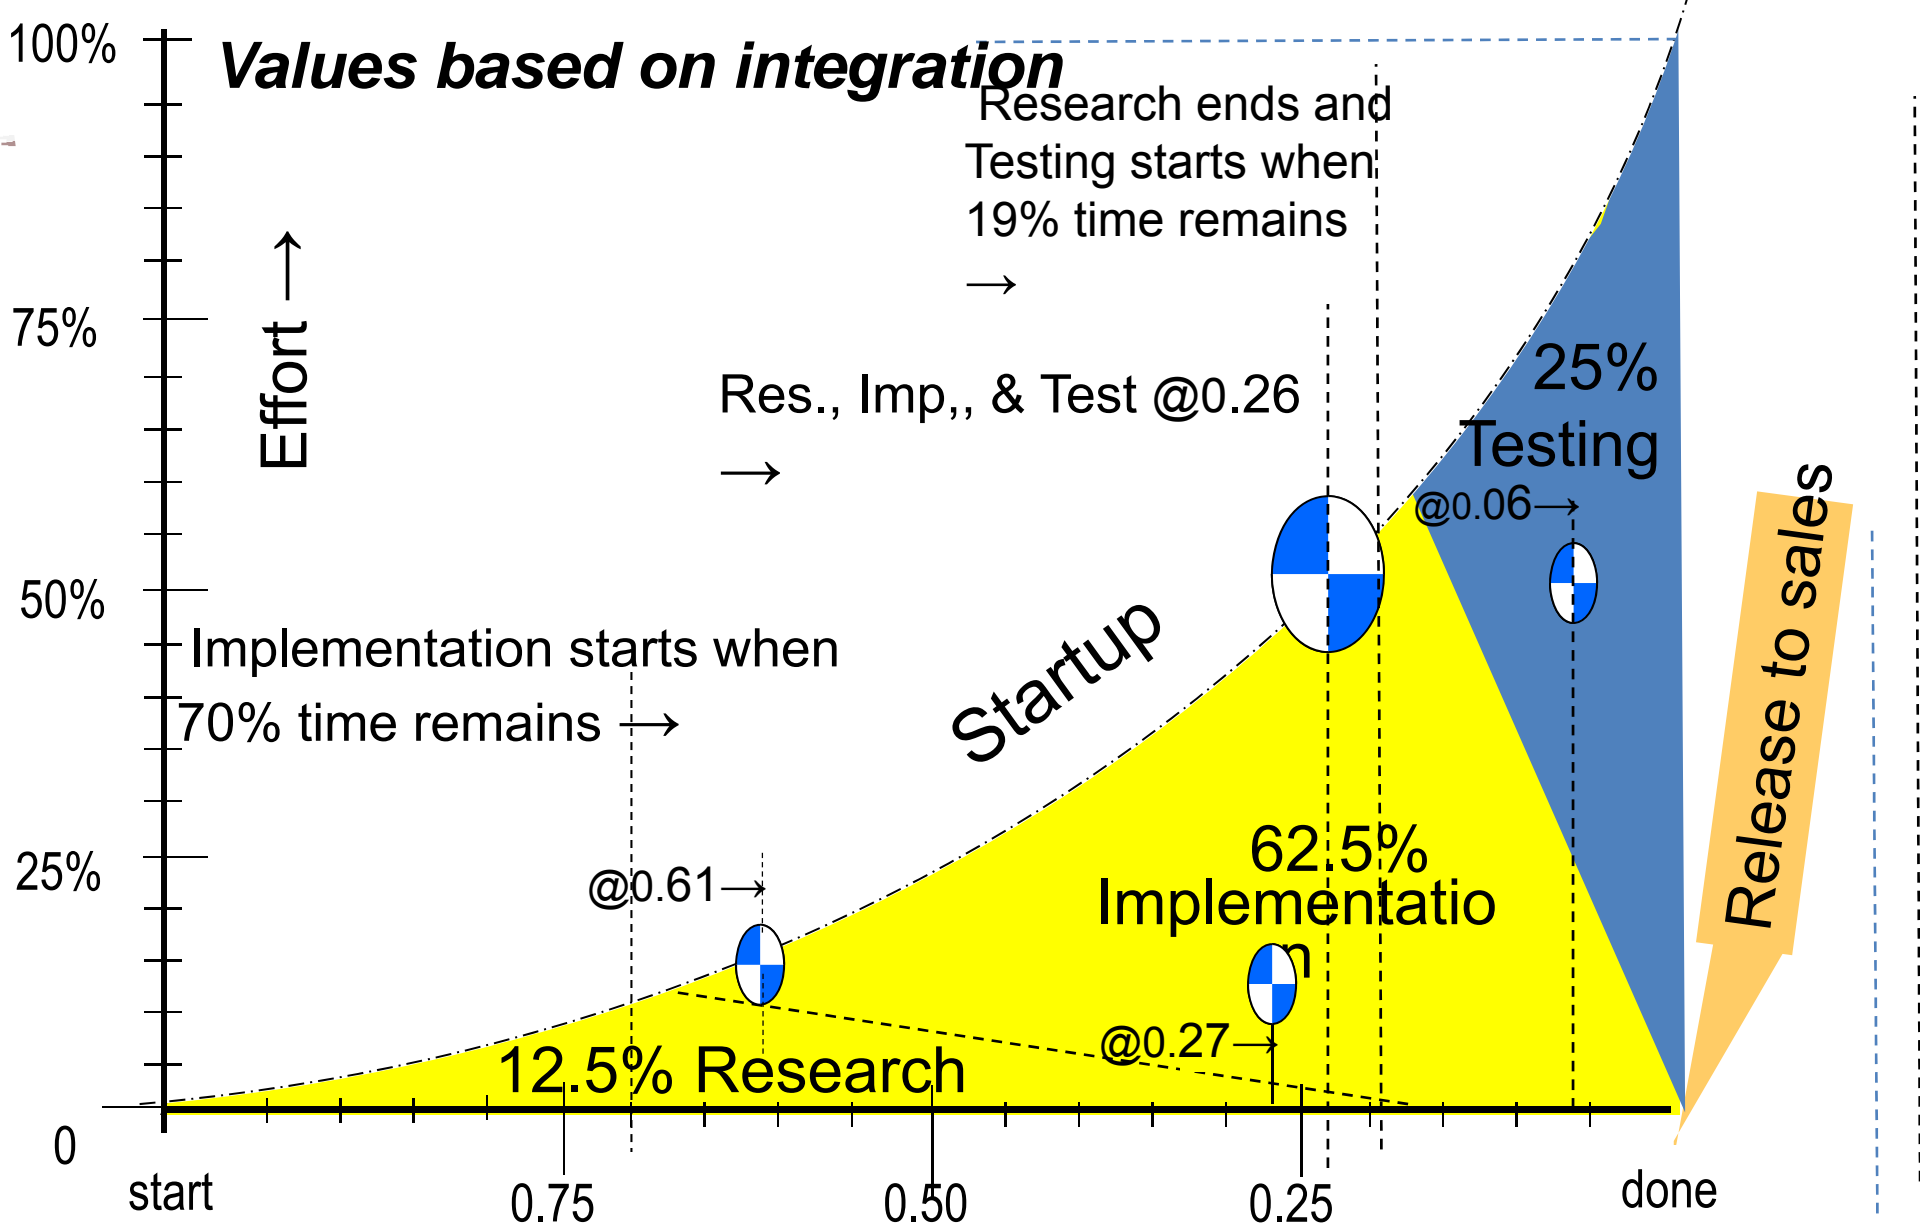 100%
Values based on integration
Research ends and
Testing starts when
19% time remains
→
Effort →
75%
Res., Imp,, & Test @0.26
→
25%
Testing
@0.06→
50%
Implementation starts when
70% time remains →
Startup
Release to sales
62.5%
Implementatio
n
25%
@0.61→
@0.27→
12.5% Research
0
start
0.75
0.50
0.25
done